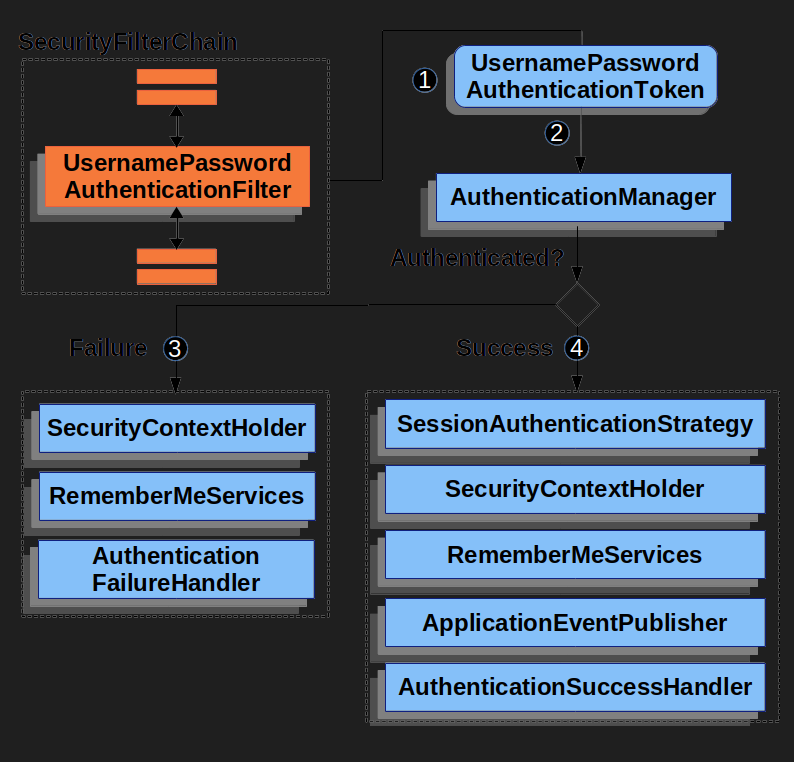 SecurityFilterChain
UsernamePassword
AuthenticationFilter
1
UsernamePassword
AuthenticationToken
2
AuthenticationManager
Authenticated?
Failure 3
Success 4
SecurityContextHolder
RememberMeServices
Authentication
FailureHandler
SessionAuthenticationStrategy
SecurityContextHolder
RememberMeServices
ApplicationEventPublisher
AuthenticationSuccessHandler